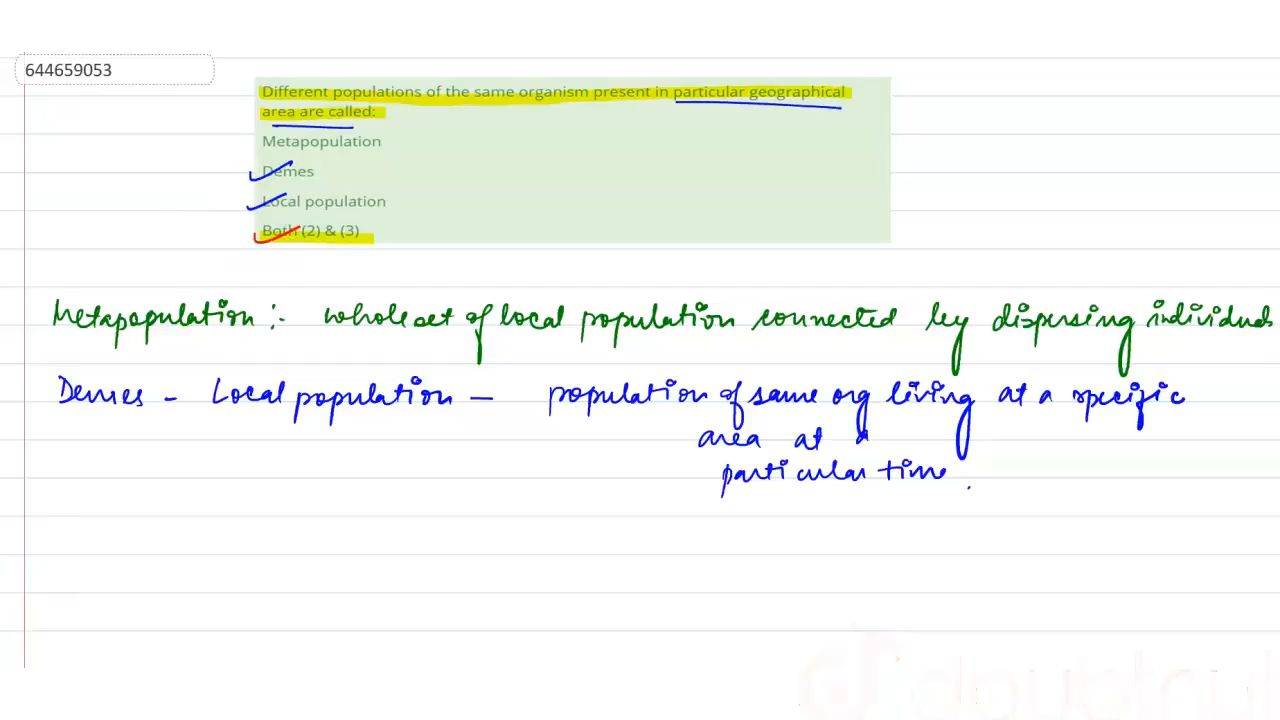 644659053
Different populations of the same organism present in particular geographical
area are called:
Metapopulation
Demes
Local population
Both (2) & (3)
Metapopulation :- whole set of local population connected by dispersing individuals
Demes - Local population - population of same org living at a specific
area at a
particular time.
doubtnut